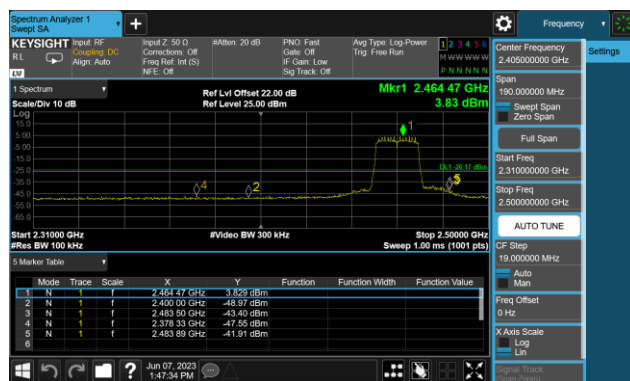 Spectrum Analyzer 1
Swept SA
+
Frequency
KEYSIGHT Input: RF Input Z: 50 Ω #Atten: 20 dB PNO: Fast Avg Type: Log-Power 1 2 3 4 5 6
RL Coupling: DC Corrections: Off Gate: Off Trig: Free Run M W W W W W
Align: Auto Freq Ref: Int (S) IF Gain: Low
NFE: Off Sig Track: Off P N N N N N
LXI
1 Spectrum
Ref Lvl Offset 22.00 dB Mkr1 2.464 47 GHz
Scale/Div 10 dB Ref Level 25.00 dBm 3.83 dBm
Log
15.0
5.00
-5.00
-15.0
-25.0
-35.0
-45.0
-55.0
-65.0
1
DL1 -26.17 dBm
4
2
5
Start 2.31000 GHz #Video BW 300 kHz Stop 2.50000 GHz
#Res BW 100 kHz Sweep 1.00 ms (1001 pts)
5 Marker Table
Mode Trace Scale X Y Function Function Width Function Value
1 N 1 f 2.464 47 GHz 3.829 dBm
2 N 1 f 2.400 00 GHz -48.97 dBm
3 N 1 f 2.483 50 GHz -43.40 dBm
4 N 1 f 2.378 33 GHz -47.55 dBm
5 N 1 f 2.483 89 GHz -41.91 dBm
6
?
Jun 07, 2023
1:47:34 PM
Center Frequency
2.405000000 GHz
Settings
Span
190.000000 MHz
Swept Span
Zero Span
Full Span
Start Freq
2.310000000 GHz
Stop Freq
2.500000000 GHz
AUTO TUNE
CF Step
19.000000 MHz
Auto
Man
Freq Offset
0 Hz
X Axis Scale
Log
Lin
Signal Track
(Span Zoom)